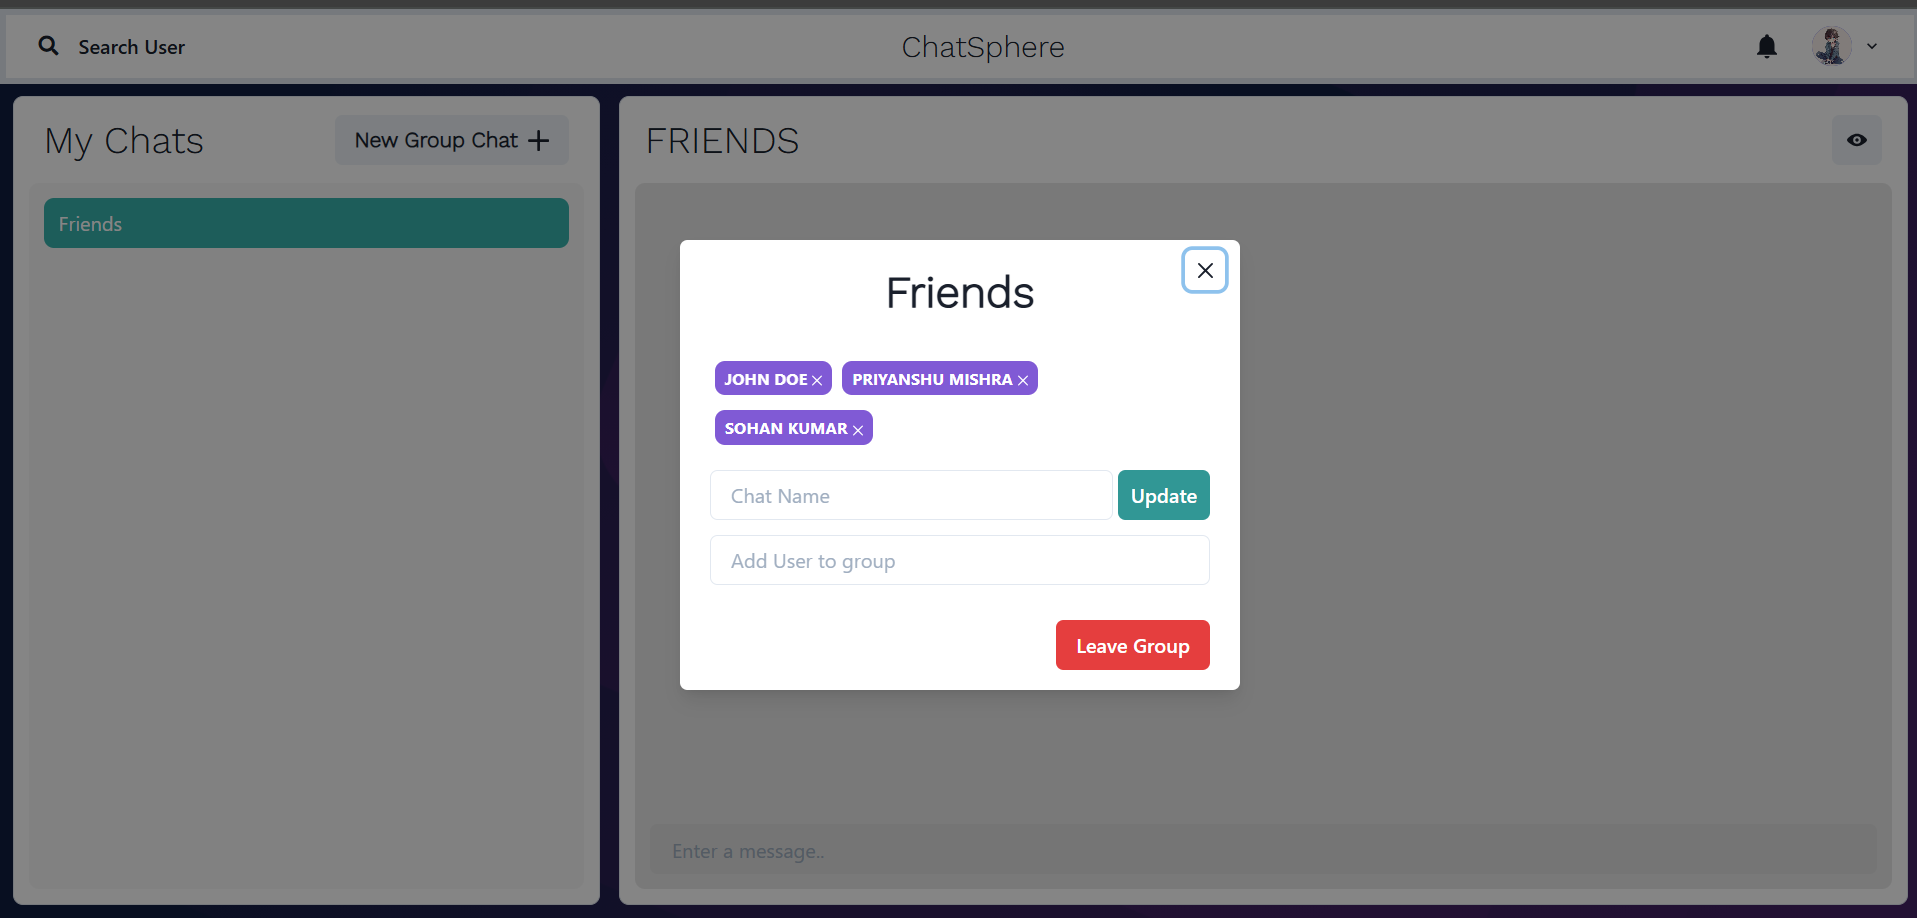 Search User
ChatSphere
My Chats
New Group Chat
FRIENDS
Friends
Friends
JOHN DOE
PRIYANSHU MISHRA
SOHAN KUMAR
Chat Name
Update
Add User to group
Leave Group
Enter a message..